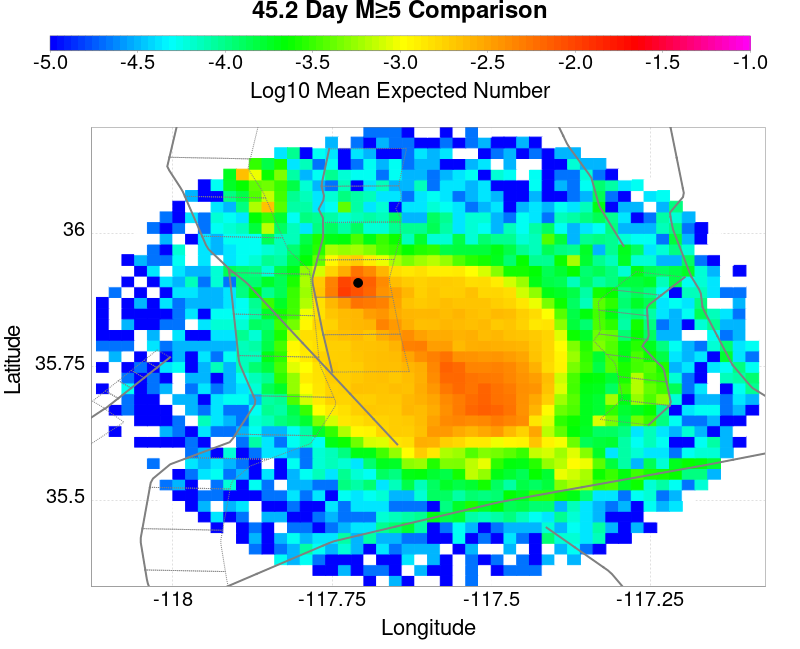 45.2 Day M≥5 Comparison
-5.0 -4.5 -4.0 -3.5 -3.0 -2.5 -2.0 -1.5 -1.0
Log10 Mean Expected Number
36
35.75
35.5
Latitude
-118 -117.75 -117.5 -117.25
Longitude